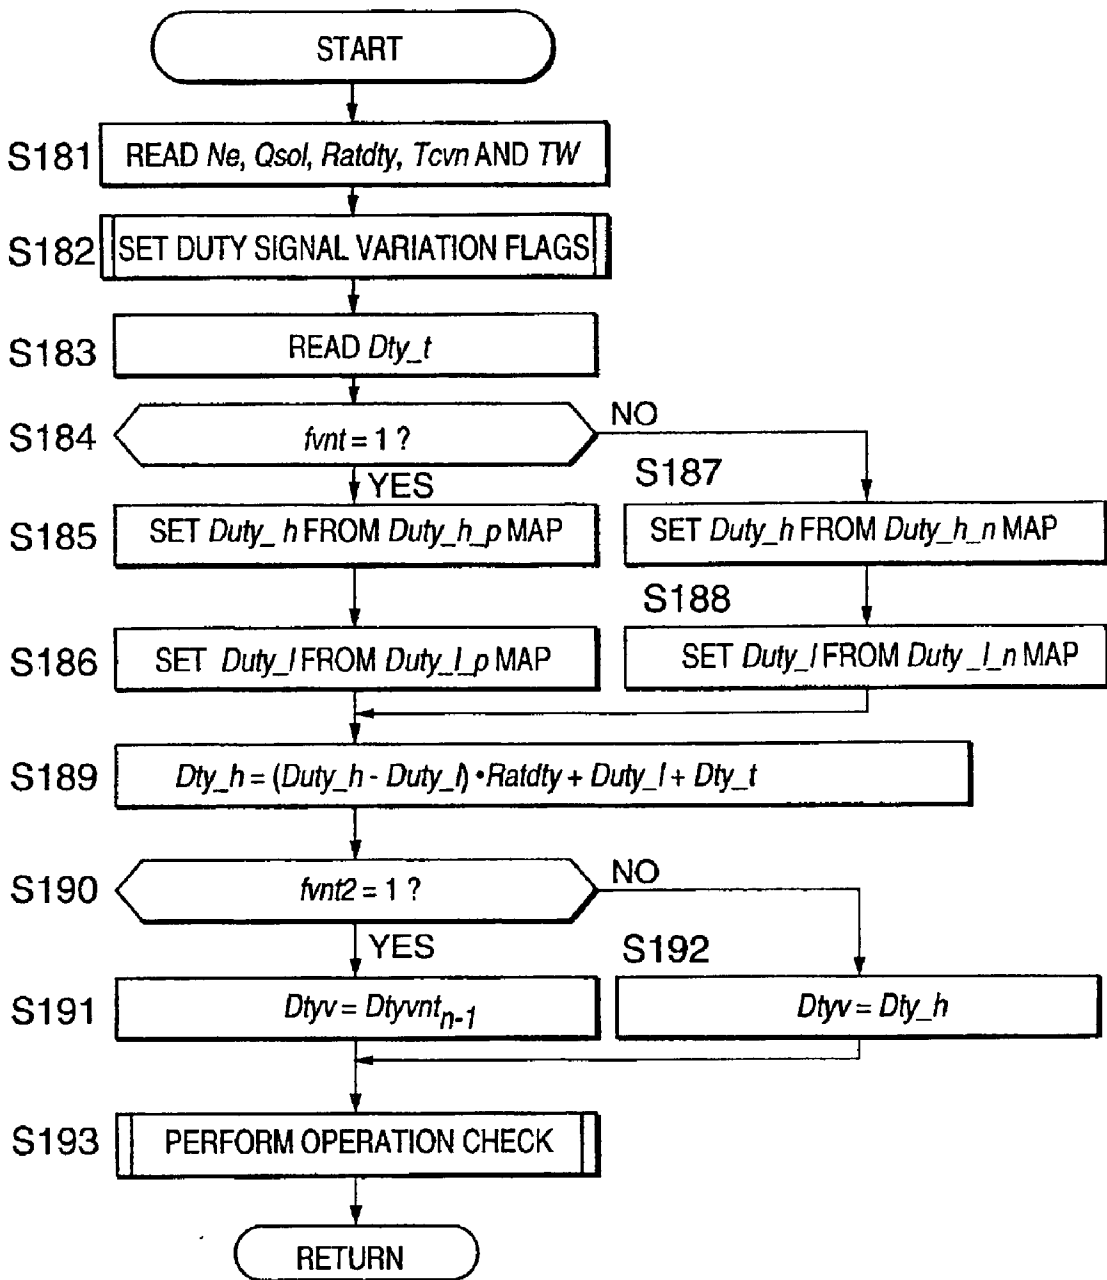 START
S181
READ Ne, Qsol, Ratdty, Tcvn AND TW
S182
SET DUTY SIGNAL VARIATION FLAGS
S183
READ Dty_t
S184
fvnt = 1 ?
NO
YES
S187
S185
SET Duty_ h FROM Duty_h_p MAP
SET Duty_h FROM Duty_h_n MAP
S188
S186
SET Duty_l FROM Duty_l_p MAP
SET Duty_l FROM Duty _l_n MAP
S189
Dty_h = (Duty_h - Duty_l) •Ratdty + Duty_l + Dty_t
S190
fvnt2 = 1 ?
NO
YES
S192
S191
Dtyv = Dtyvntn-1
Dtyv = Dty_h
S193
PERFORM OPERATION CHECK
RETURN